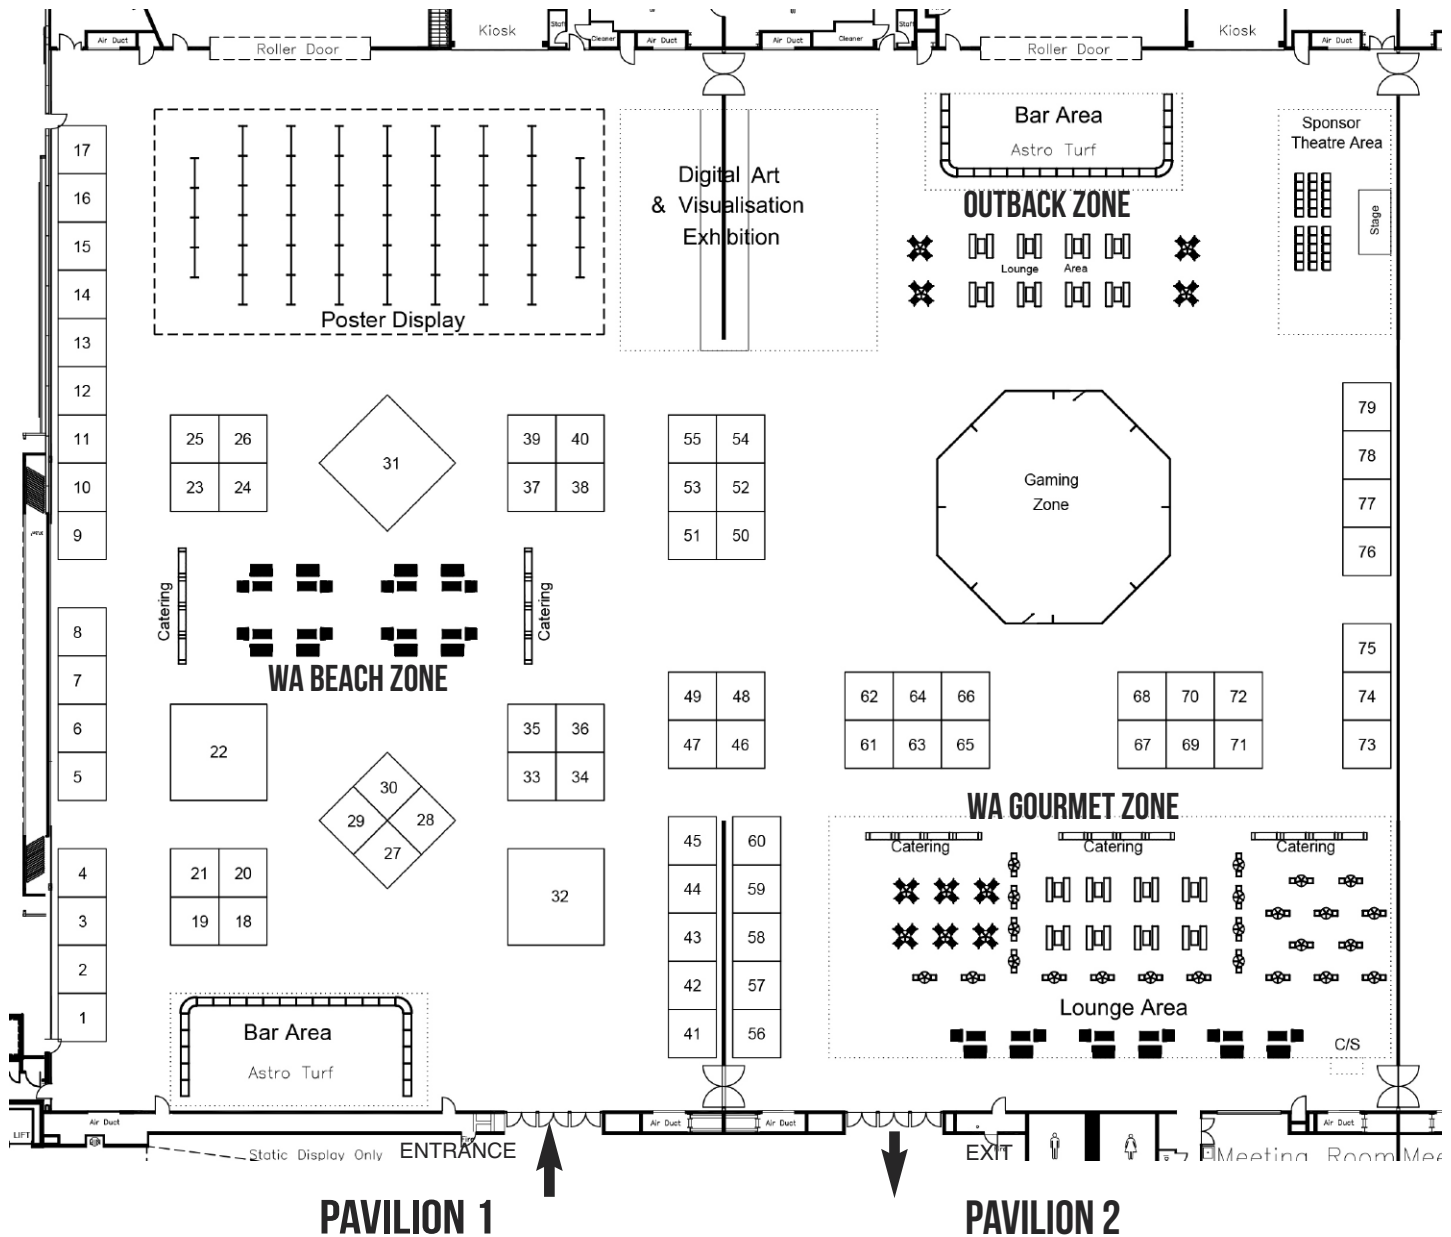 Kiosk
Staff
Cleaner
Air Duct
Roller Door
Air Duct
Air Duct
Cleaner
Staff
Roller Door
Kiosk
Air Duct
Bar Area
Astro Turf
OUTBACK ZONE
Lounge Area
Sponsor
Theatre Area
Stage
Digital Art
& Visualisation
Exhibition
Poster Display
17
16
15
14
13
12
11
10
9
8
7
6
5
4
3
2
1
25 26
23 24
31
39 40
37 38
55 54
53 52
51 50
Gaming
Zone
79
78
77
76
75
74
73
Catering
Catering
WA BEACH ZONE
22
35 36
33 34
30
29 28
27
21 20
19 18
32
49 48
47 46
62 64 66
61 63 65
68 70 72
67 69 71
45 60
44 59
43 58
42 57
41 56
WA GOURMET ZONE
Catering
Catering
Catering
Lounge Area
C/S
Bar Area
Astro Turf
LIFT
Air Duct
Static Display Only
Fire
ENTRANCE
Air Duct
Air Duct
EXIT
Air Duct
Meeting Room
Mee
PAVILION 1
PAVILION 2